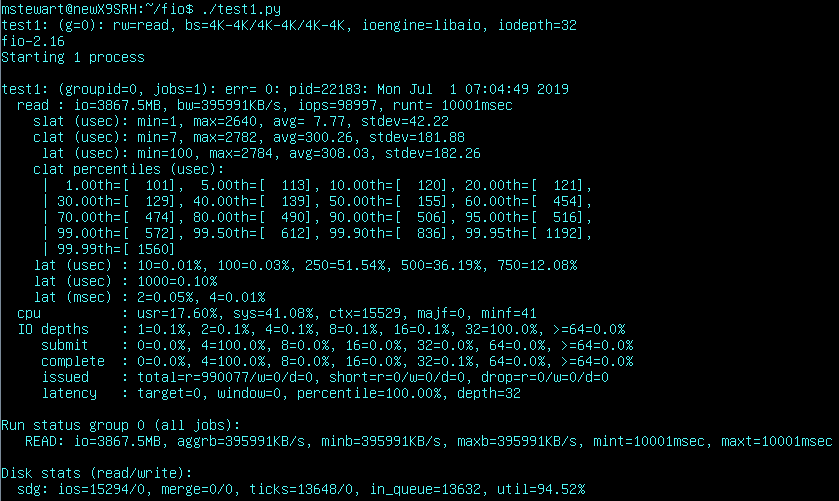 mstewart@newX9SRH:~/fio$ ./test1.py
test1: (g=0): rw=read, bs=4K-4K/4K-4K/4K-4K, ioengine=libaio, iodepth=32
fio-2.16
Starting 1 process

test1: (groupid=0, jobs=1): err= 0: pid=22183: Mon Jul  1 07:04:49 2019
  read : io=3867.5MB, bw=395991KB/s, iops=98997, runt= 10001msec
    slat (usec): min=1, max=2640, avg= 7.77, stdev=42.22
    clat (usec): min=7, max=2782, avg=300.26, stdev=181.88
     lat (usec): min=100, max=2784, avg=308.03, stdev=182.26
    clat percentiles (usec):
     |  1.00th=[  101],  5.00th=[  113], 10.00th=[  120], 20.00th=[  121],
     | 30.00th=[  129], 40.00th=[  139], 50.00th=[  155], 60.00th=[  454],
     | 70.00th=[  474], 80.00th=[  490], 90.00th=[  506], 95.00th=[  516],
     | 99.00th=[  572], 99.50th=[  612], 99.90th=[  836], 99.95th=[ 1192],
     | 99.99th=[ 1560]
    lat (usec) : 10=0.01%, 100=0.03%, 250=51.54%, 500=36.19%, 750=12.08%
    lat (usec) : 1000=0.10%
    lat (msec) : 2=0.05%, 4=0.01%
  cpu          : usr=17.60%, sys=41.08%, ctx=15529, majf=0, minf=41
  IO depths    : 1=0.1%, 2=0.1%, 4=0.1%, 8=0.1%, 16=0.1%, 32=100.0%, >=64=0.0%
     submit    : 0=0.0%, 4=100.0%, 8=0.0%, 16=0.0%, 32=0.0%, 64=0.0%, >=64=0.0%
     complete  : 0=0.0%, 4=100.0%, 8=0.0%, 16=0.0%, 32=0.1%, 64=0.0%, >=64=0.0%
     issued    : total=r=990077/w=0/d=0, short=r=0/w=0/d=0, drop=r=0/w=0/d=0
     latency   : target=0, window=0, percentile=100.00%, depth=32

Run status group 0 (all jobs):
   READ: io=3867.5MB, aggrb=395991KB/s, minb=395991KB/s, maxb=395991KB/s, mint=10001msec, maxt=10001msec

Disk stats (read/write):
  sdg: ios=15294/0, merge=0/0, ticks=13648/0, in_queue=13632, util=94.52%